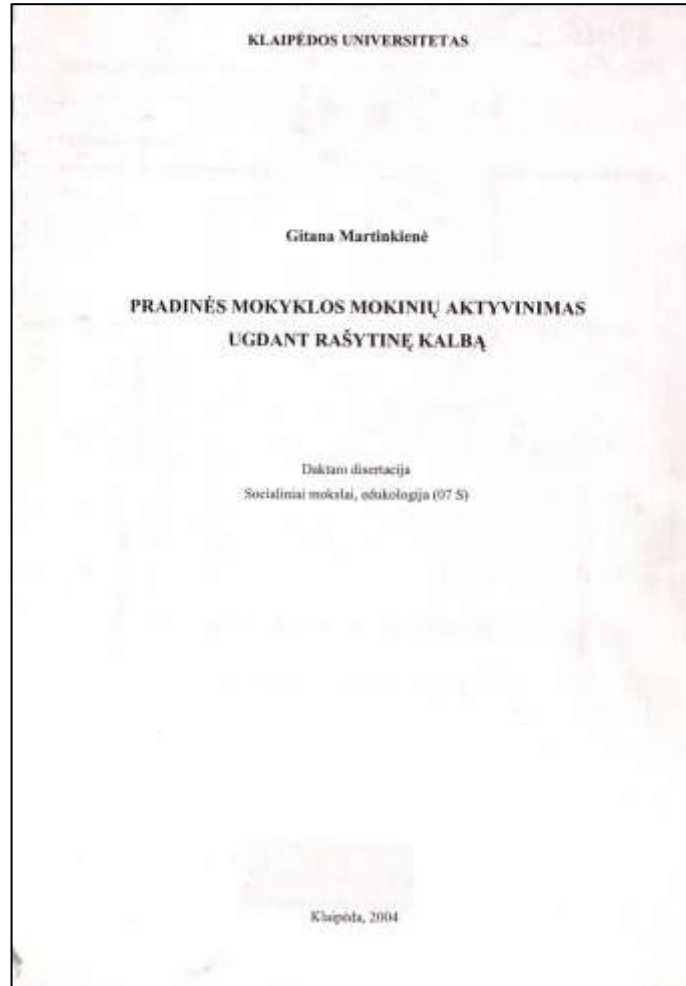 KLAIPĖDOS UNIVERSITETAS
Gitana Martinkienė
PRADINĖS MOKYKLOS MOKINIŲ AKTYVINIMAS
UGDANT RAŠYTINĘ KALBĄ
Daktaro disertacija
Socialiniai mokslai, edukologija (07 S)
Klaipėda, 2004